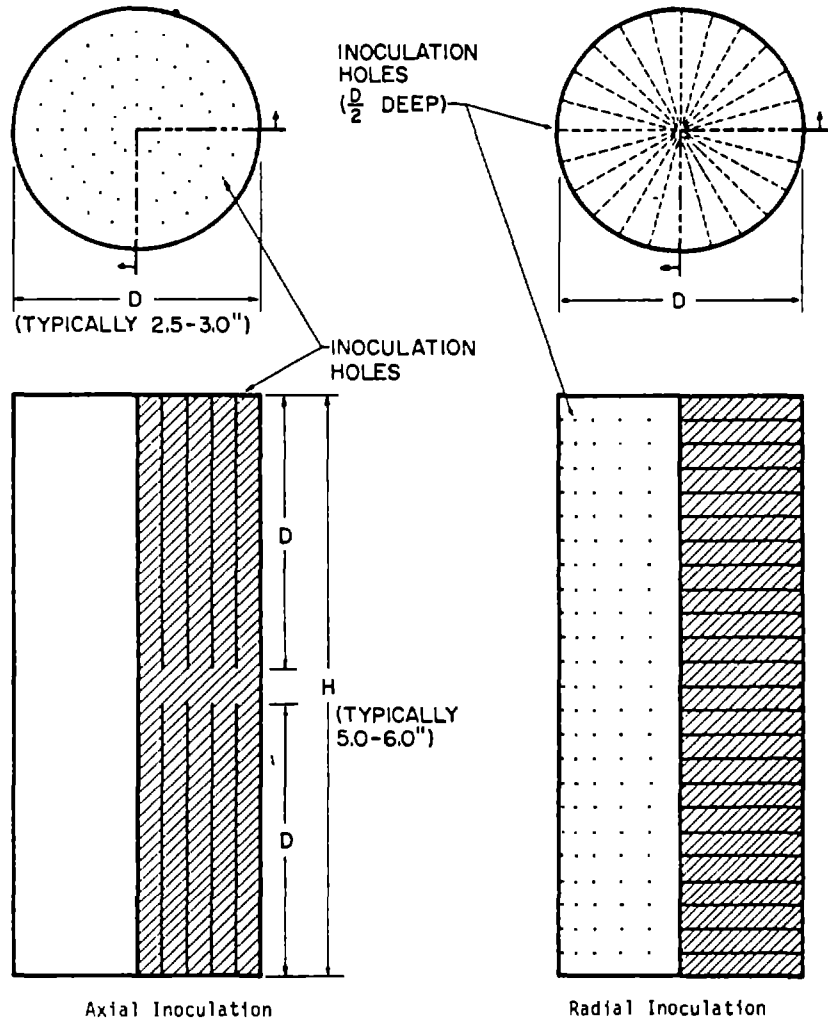 INOCULATION
HOLES
(D/2 DEEP)
D
(TYPICALLY 2.5-3.0")
D
INOCULATION
HOLES
D
H
(TYPICALLY
5.0-6.0")
D
Axial Inoculation
Radial Inoculation